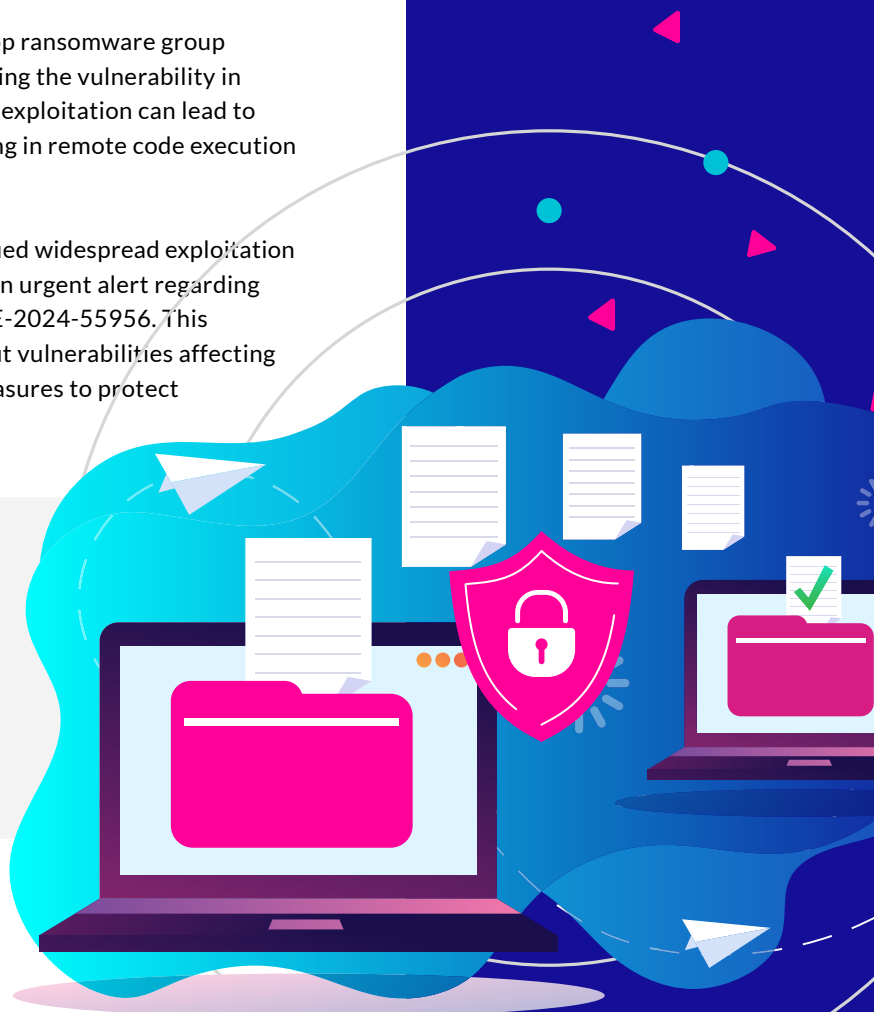 p ransomware group
ing the vulnerability in
exploitation can lead to
ng in remote code execution
ed widespread exploitation
n urgent alert regarding
E-2024-55956. This
t vulnerabilities affecting
asures to protect